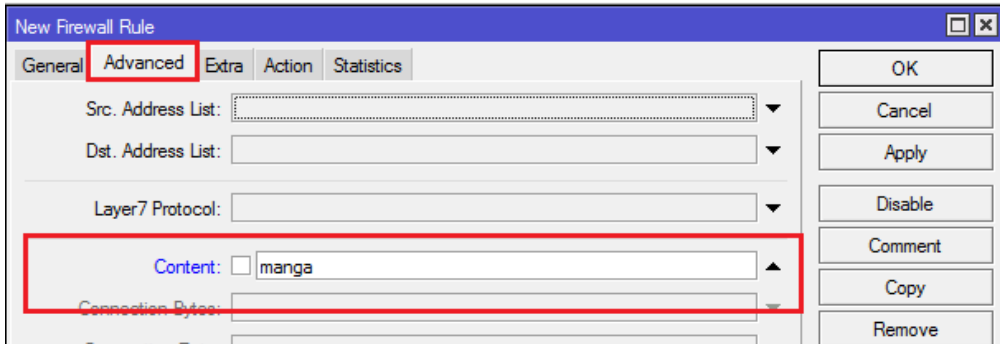 New Firewall Rule
General Advanced Extra Action Statistics
OK
Src. Address List:
Cancel
Dst. Address List:
Apply
Layer7 Protocol:
Disable
Comment
Content: manga
Copy
Connection Bytes:
Remove